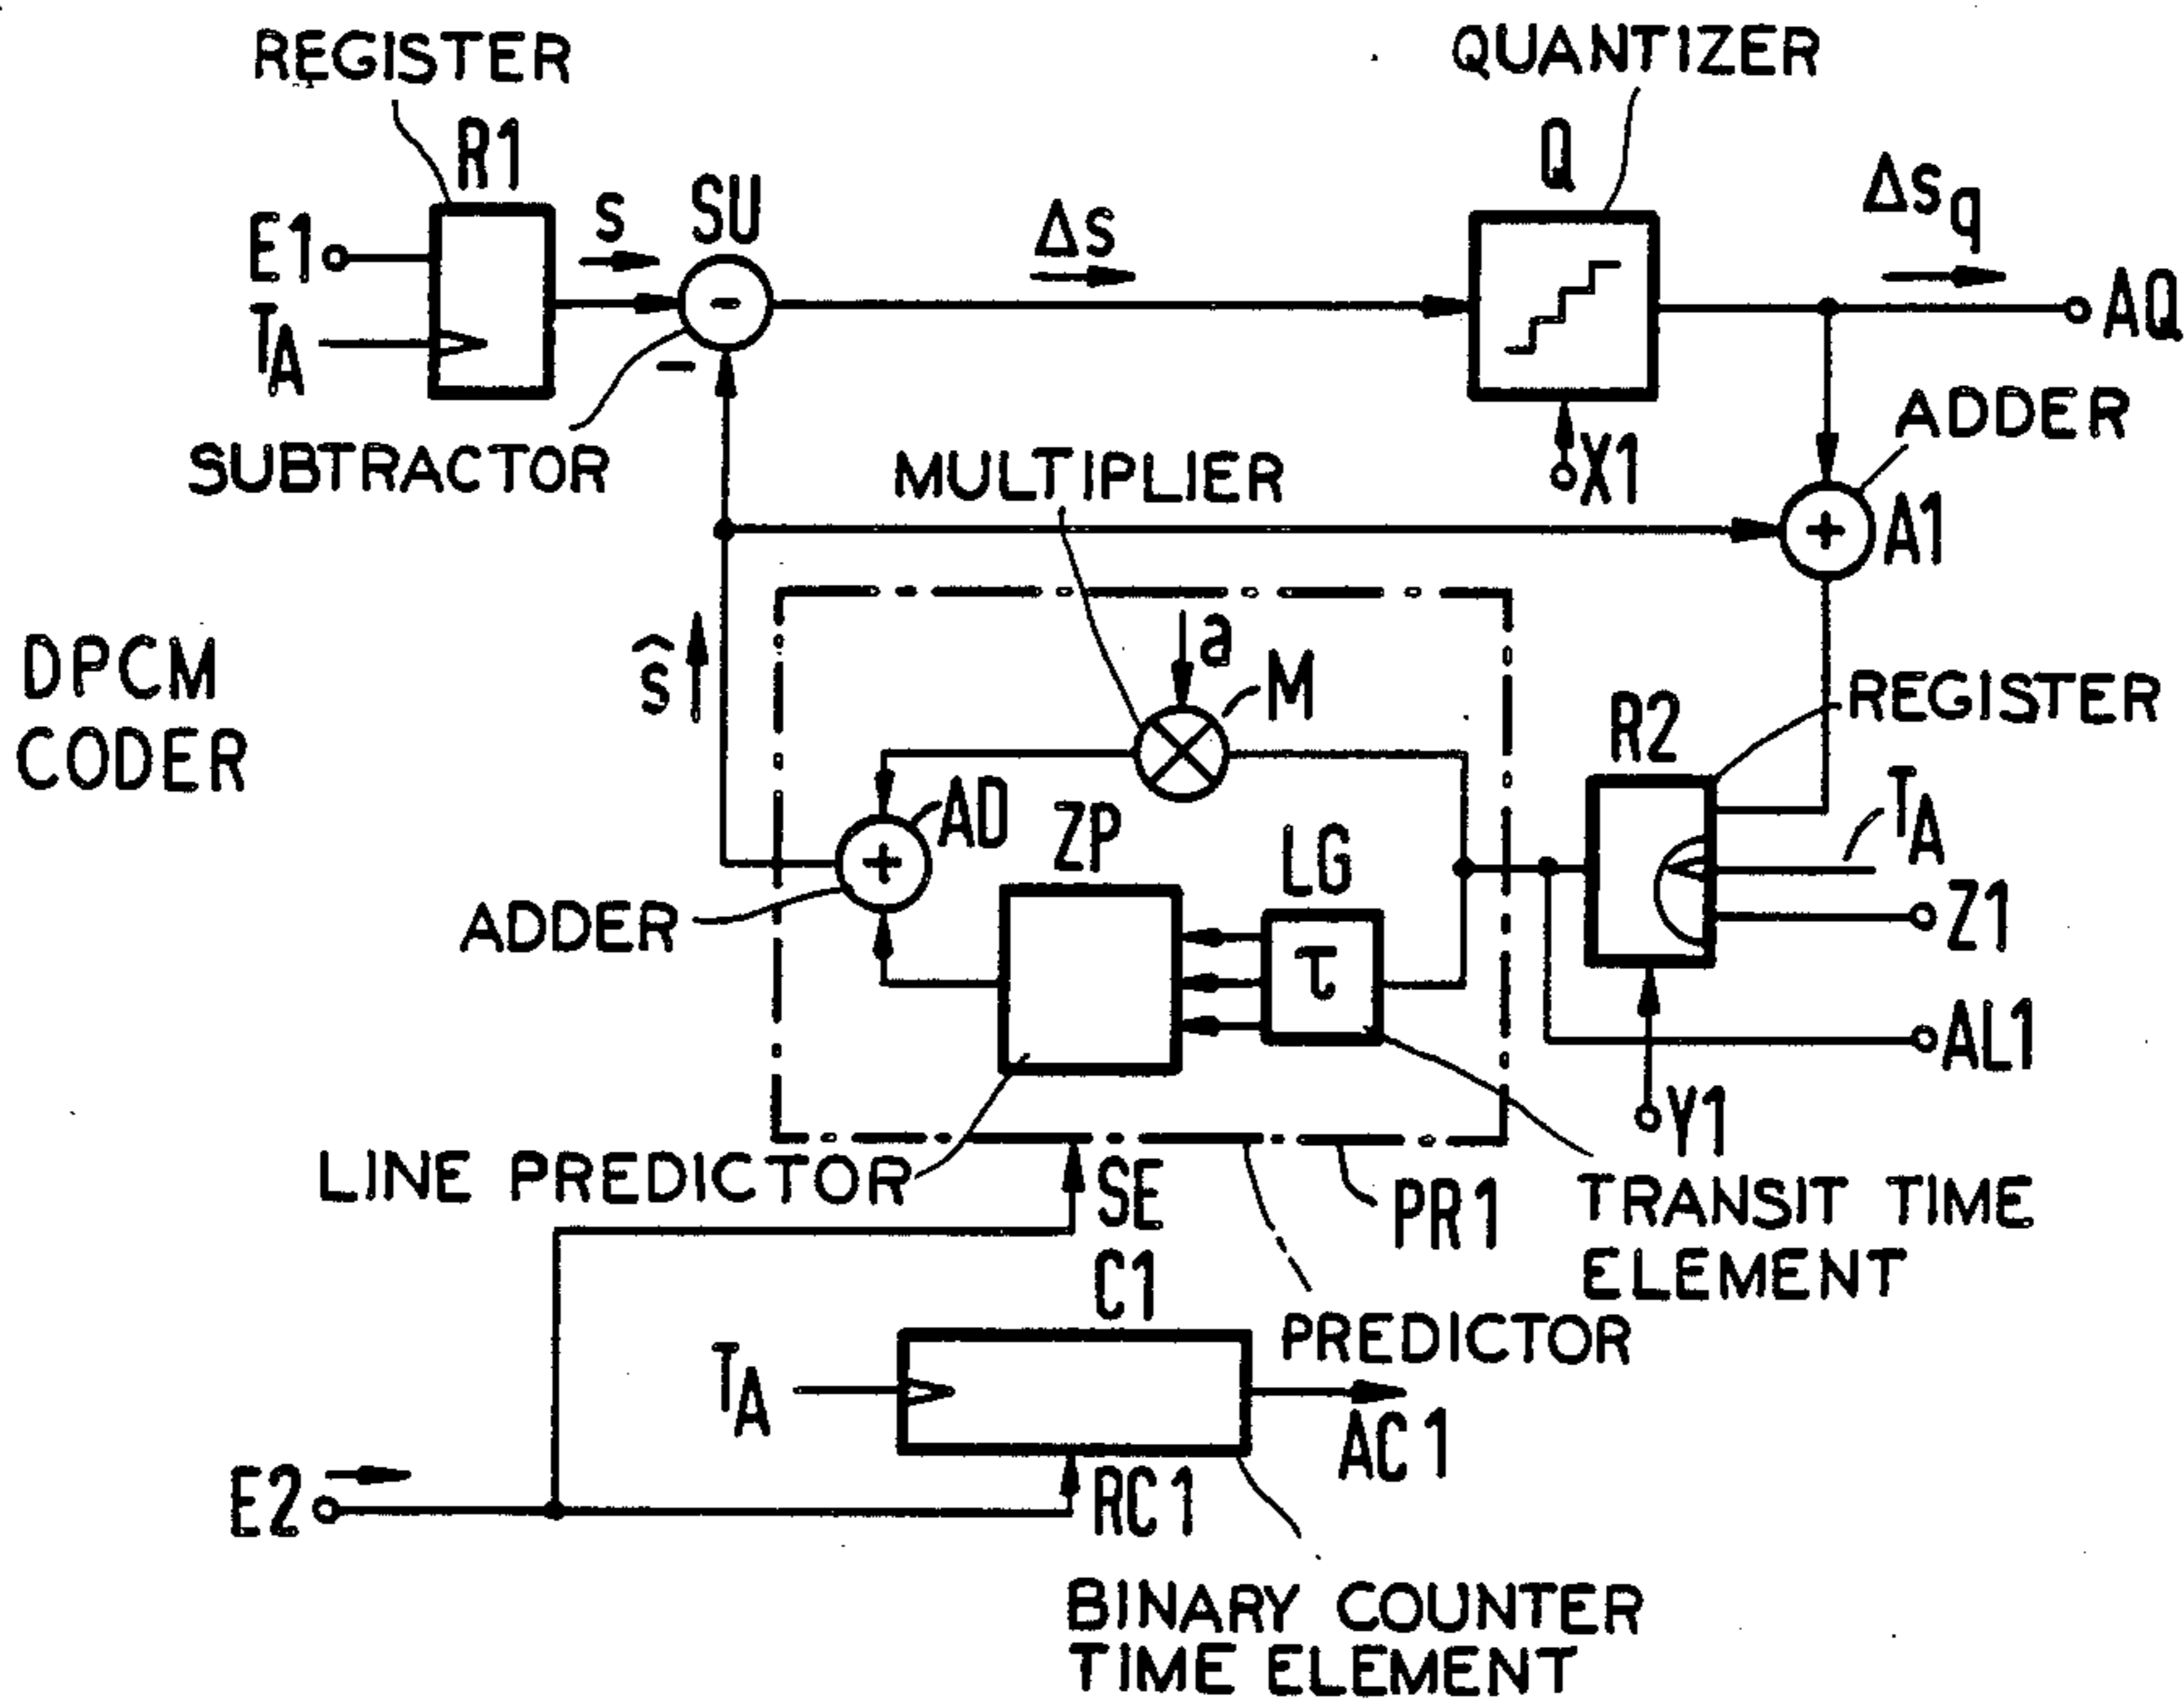 REGISTER
QUANTIZER
R1
Q
E1
s
SU
Δs
Δsq
TA
-
AQ
-
SUBTRACTOR
MULTIPLIER
X1
ADDER
+
A1
DPCM
CODER
ŝ
a
M
REGISTER
R2
AD
ZP
LG
TA
+
τ
Z1
ADDER
AL1
Y1
LINE PREDICTOR
SE
PR1
TRANSIT TIME
ELEMENT
C1
PREDICTOR
TA
AC1
E2
RC1
BINARY COUNTER
TIME ELEMENT